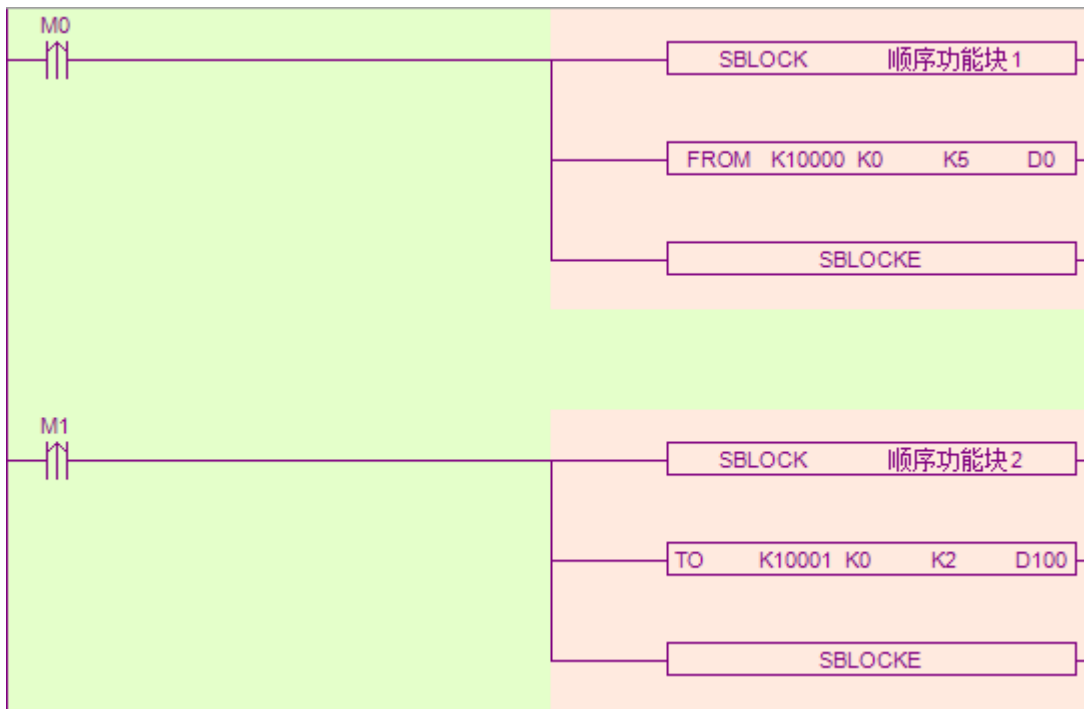 M0
SBLOCK 顺序功能块1
FROM K10000 K0 K5 D0
SBLOCKE
M1
SBLOCK 顺序功能块2
TO K10001 K0 K2 D100
SBLOCKE